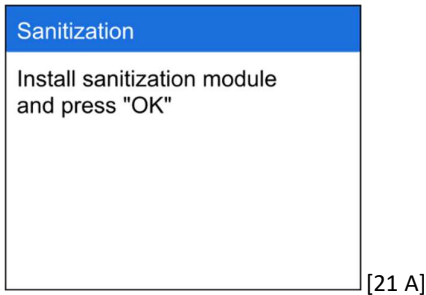 Sanitization
Install sanitization module
and press "OK"
[21 A]